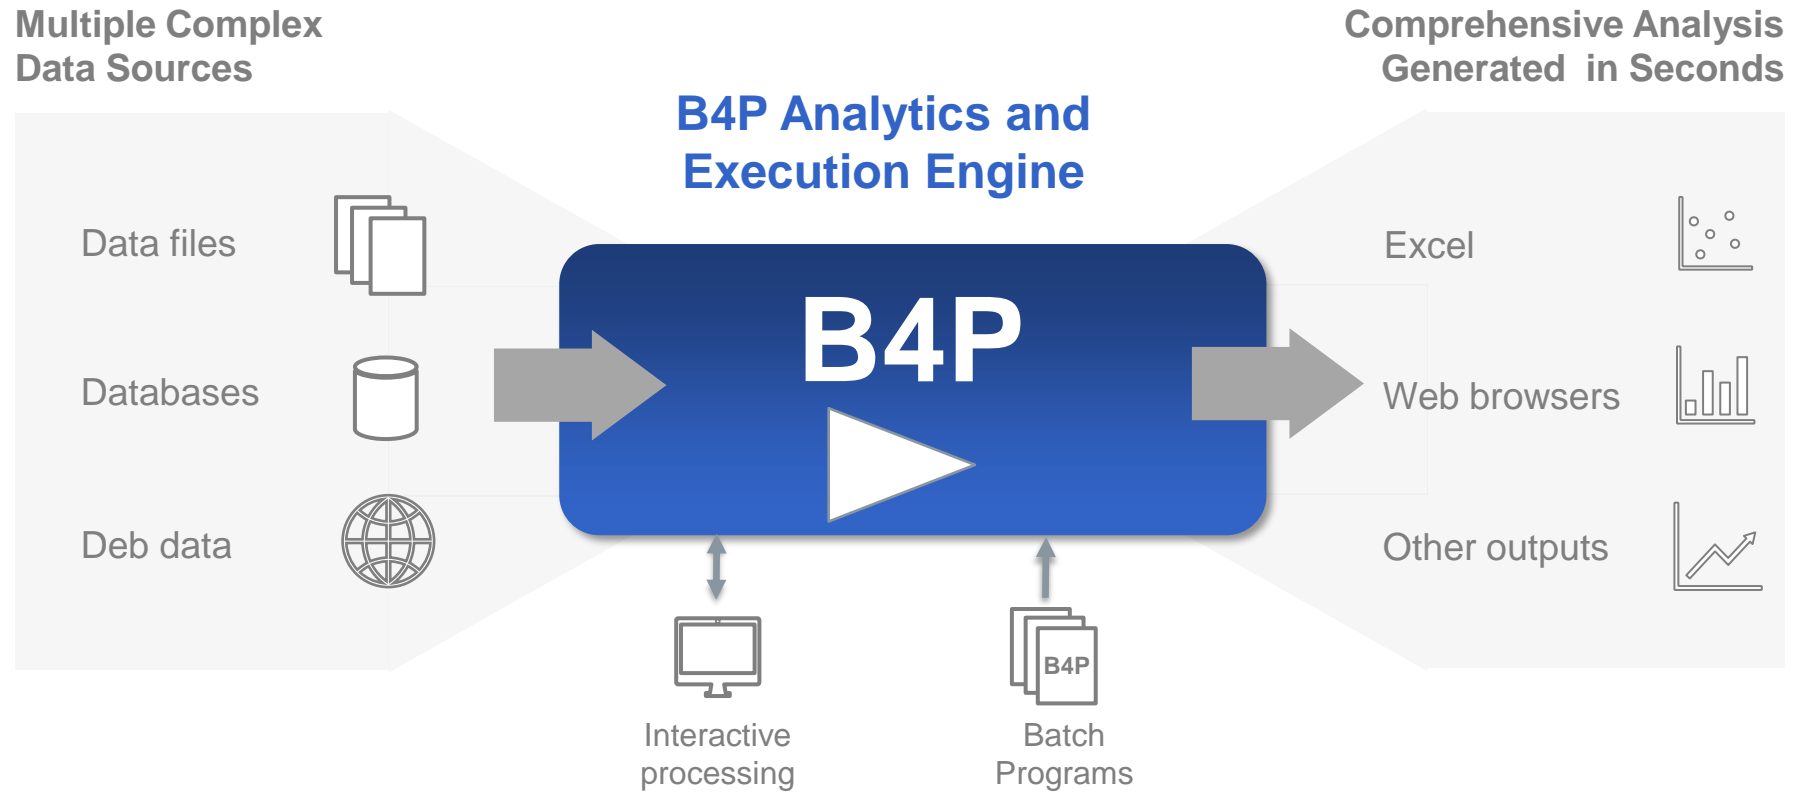 Multiple Complex
Data Sources
Comprehensive Analysis
Generated in Seconds
B4P Analytics and
Execution Engine
Data files
Databases
Deb data
B4P
Excel
Web browsers
Other outputs
B4P
Interactive
processing
Batch
Programs